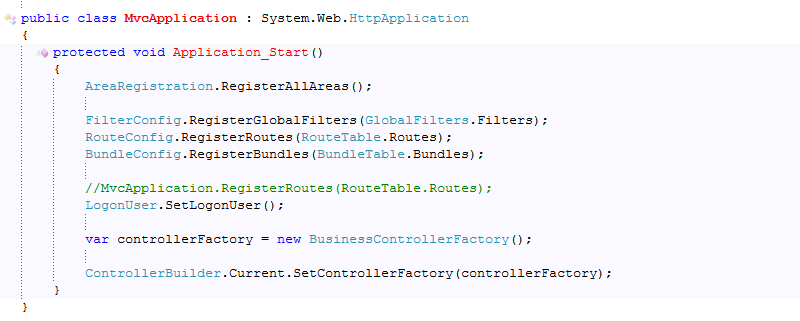 public class MvcApplication : System.Web.HttpApplication
{
protected void Application_Start()
{
AreaRegistration.RegisterAllAreas();
FilterConfig.RegisterGlobalFilters(GlobalFilters.Filters);
RouteConfig.RegisterRoutes(RouteTable.Routes);
BundleConfig.RegisterBundles(BundleTable.Bundles);
//MvcApplication.RegisterRoutes(RouteTable.Routes);
LogonUser.SetLogonUser();
var controllerFactory = new BusinessControllerFactory();
ControllerBuilder.Current.SetControllerFactory(controllerFactory);
}
}